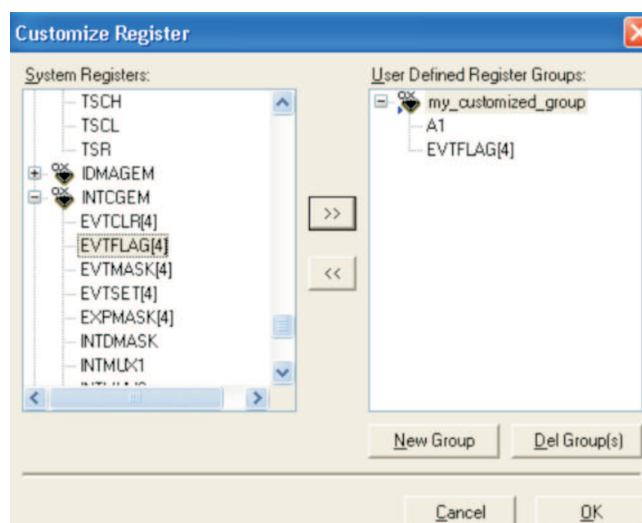 Customize Register
System Registers:
TSCH
TSCL
TSR
IDMAGEM
INTCGEM
EVTCLR[4]
EVTFLAG[4]
EVTMASK[4]
EVTSET[4]
EXPMASK[4]
INTDMASK
INTMUX1
>>
<<
User Defined Register Groups:
my_customized_group
A1
EVTFLAG[4]
New Group
Del Group(s)
Cancel
OK